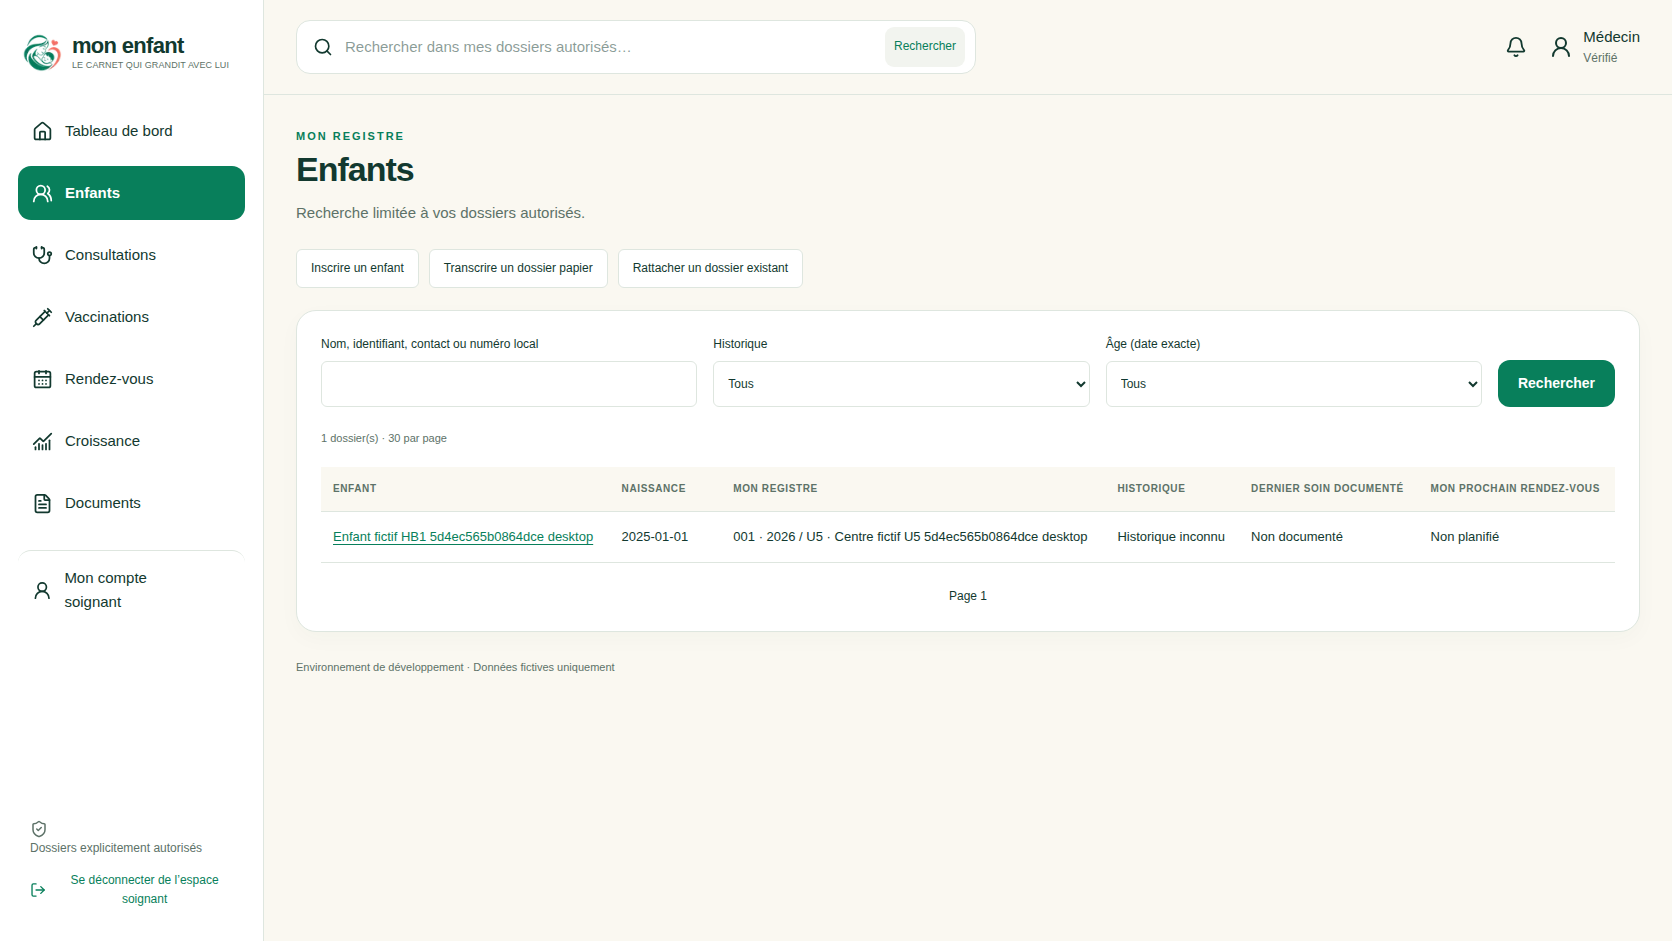 mon enfant
LE CARNET QUI GRANDIT AVEC LUI
Tableau de bord
Enfants
Consultations
Vaccinations
Rendez-vous
Croissance
Documents
Mon compte
soignant
Dossiers explicitement autorisés
Se déconnecter de l’espace
soignant
Rechercher dans mes dossiers autorisés…
Rechercher
Médecin
Vérifié
MON REGISTRE
Enfants
Recherche limitée à vos dossiers autorisés.
Inscrire un enfant
Transcrire un dossier papier
Rattacher un dossier existant
Nom, identifiant, contact ou numéro local
Historique
Tous
Âge (date exacte)
Tous
Rechercher
1 dossier(s) · 30 par page
ENFANT NAISSANCE MON REGISTRE HISTORIQUE DERNIER SOIN DOCUMENTÉ MON PROCHAIN RENDEZ-VOUS
Enfant fictif HB1 5d4ec565b0864dce desktop 2025-01-01 001 · 2026 / U5 · Centre fictif U5 5d4ec565b0864dce desktop Historique inconnu Non documenté Non planifié
Page 1
Environnement de développement · Données fictives uniquement